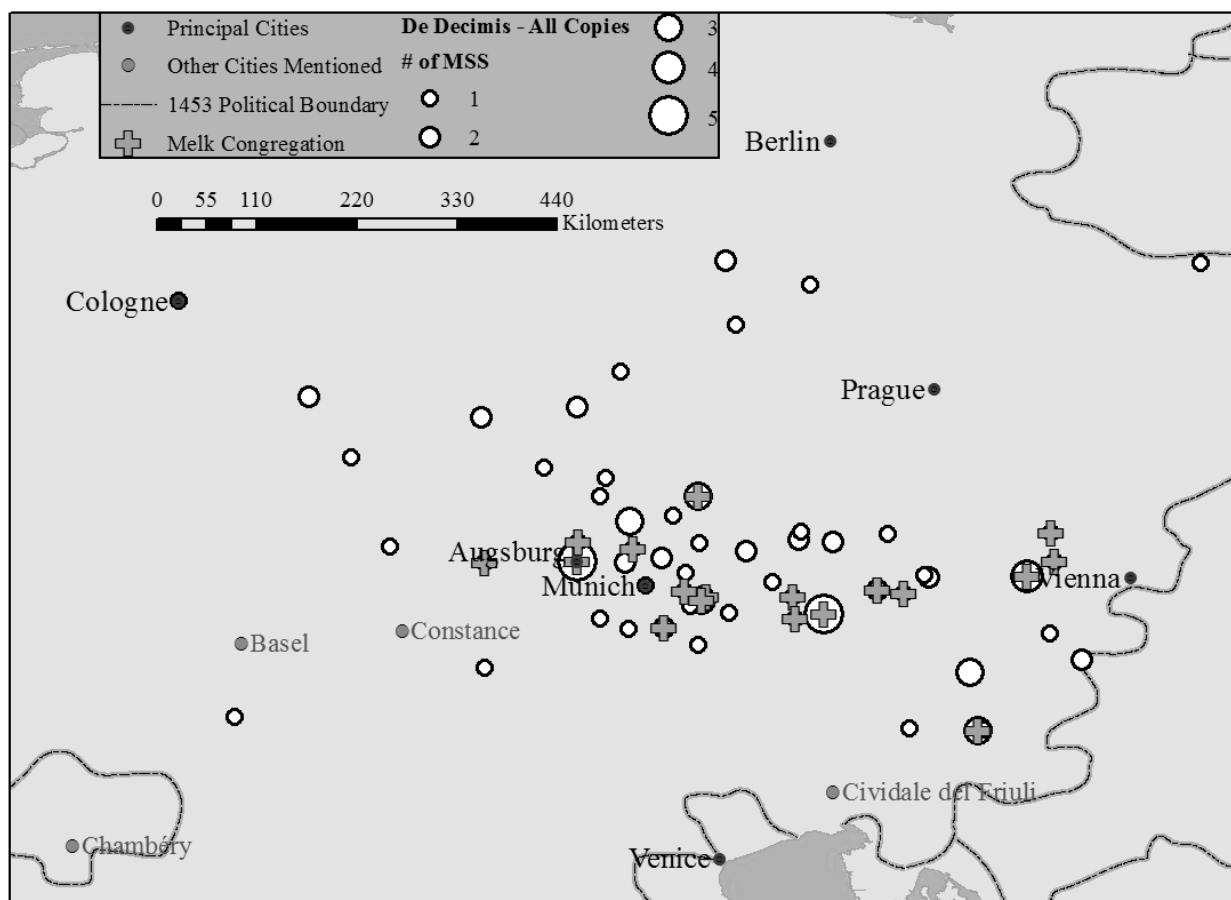 Principal Cities
Other Cities Mentioned
1453 Political Boundary
Melk Congregation
De Decimis - All Copies
# of MSS
1
2
3
4
5
0 55 110 220 330 440
Kilometers
Berlin
Cologne
Prague
Augsburg
Munich
Vienna
Constance
Basel
Cividale del Friuli
Chambéry
Venice